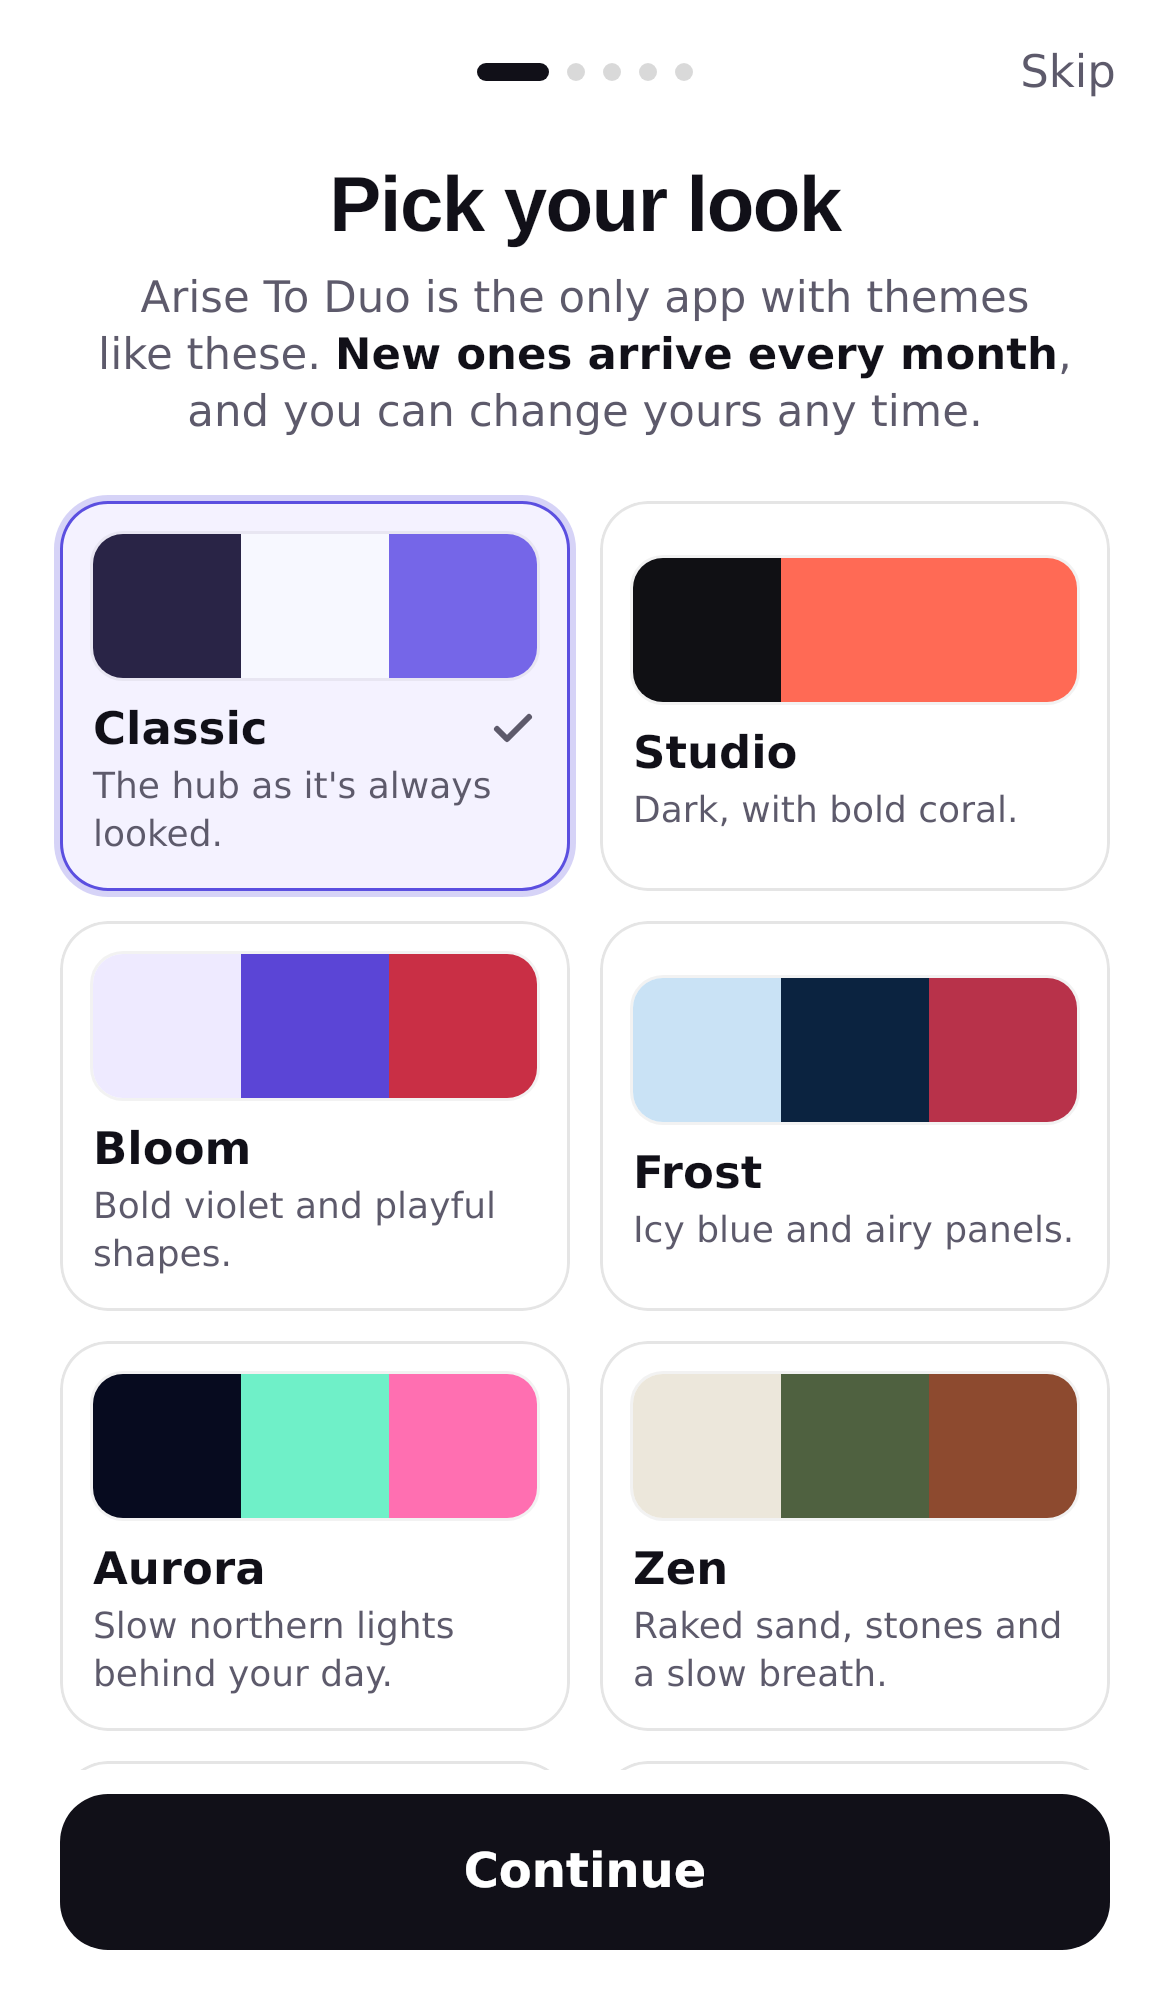 Skip
Pick your look
Arise To Duo is the only app with themes
like these. New ones arrive every month,
and you can change yours any time.
Classic
The hub as it's always
looked.
Studio
Dark, with bold coral.
Bloom
Bold violet and playful
shapes.
Frost
Icy blue and airy panels.
Aurora
Slow northern lights
behind your day.
Zen
Raked sand, stones and
a slow breath.
Continue